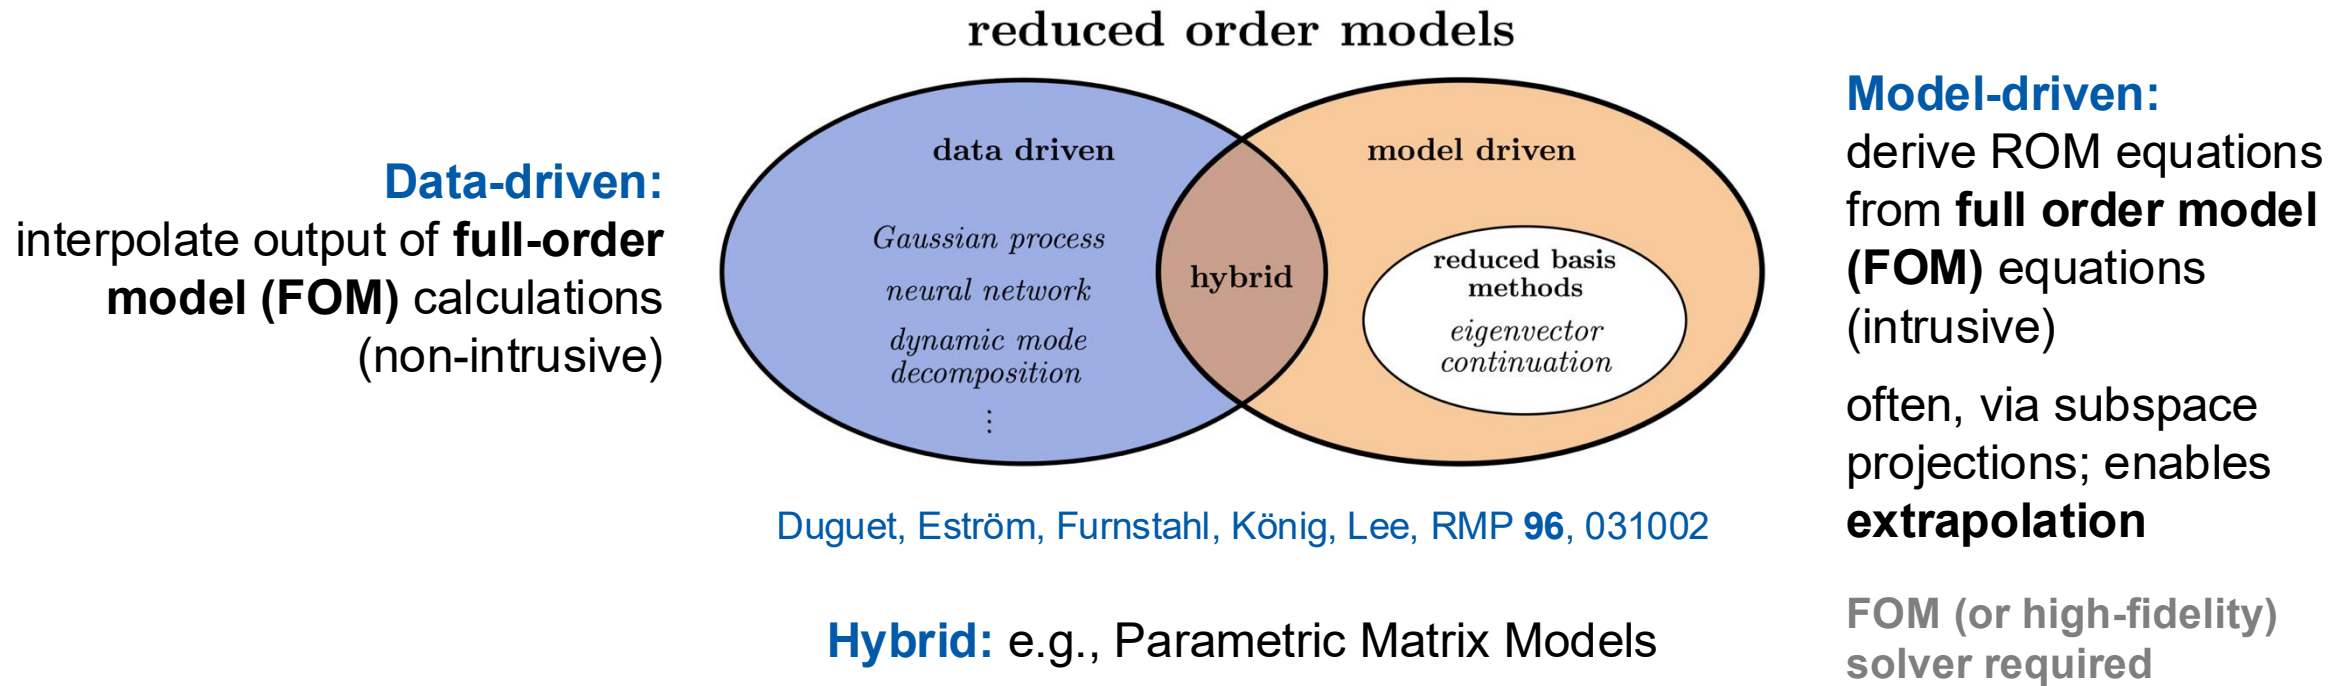 reduced order models
Data-driven:
interpolate output of full-order
model (FOM) calculations
(non-intrusive)
data driven
Gaussian process
neural network
dynamic mode
decomposition
⋮
hybrid
model driven
reduced basis
methods
eigenvector
continuation
Model-driven:
derive ROM equations
from full order model
(FOM) equations
(intrusive)
often, via subspace
projections; enables
extrapolation
FOM (or high-fidelity)
solver required
Duguet, Eström, Furnstahl, König, Lee, RMP 96, 031002
Hybrid: e.g., Parametric Matrix Models